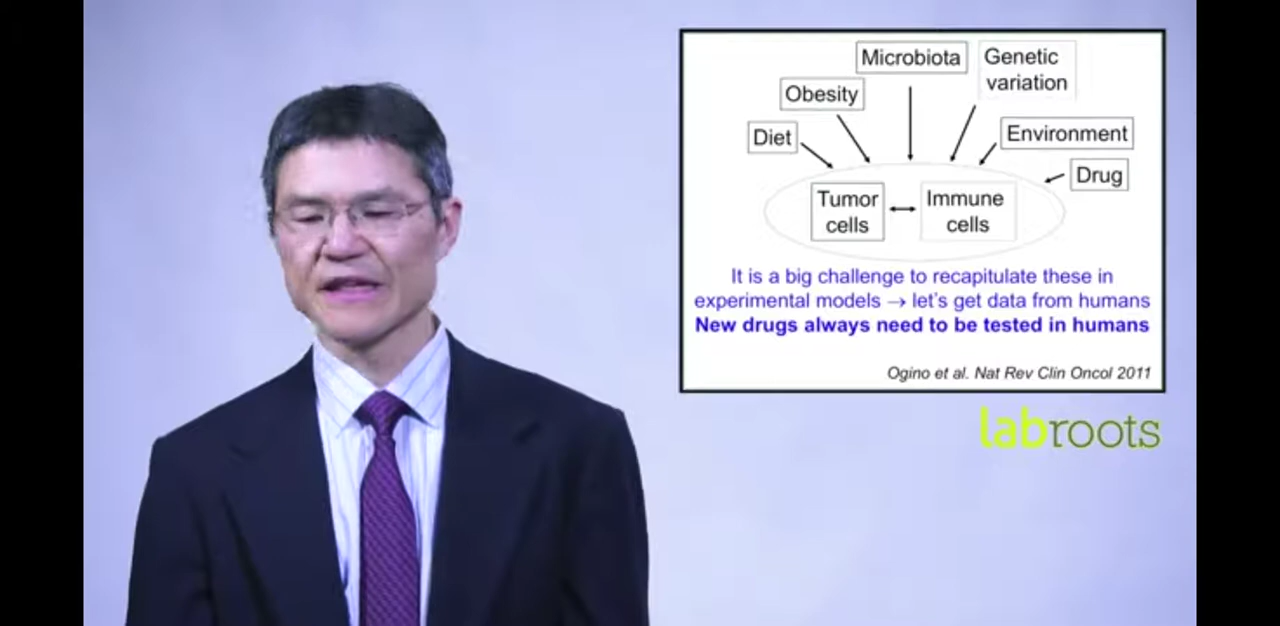 Microbiota
Genetic
variation
Obesity
Diet
Environment
Drug
Tumor
cells
Immune
cells
It is a big challenge to recapitulate these in
experimental models → let's get data from humans
New drugs always need to be tested in humans
Ogino et al. Nat Rev Clin Oncol 2011
labroots